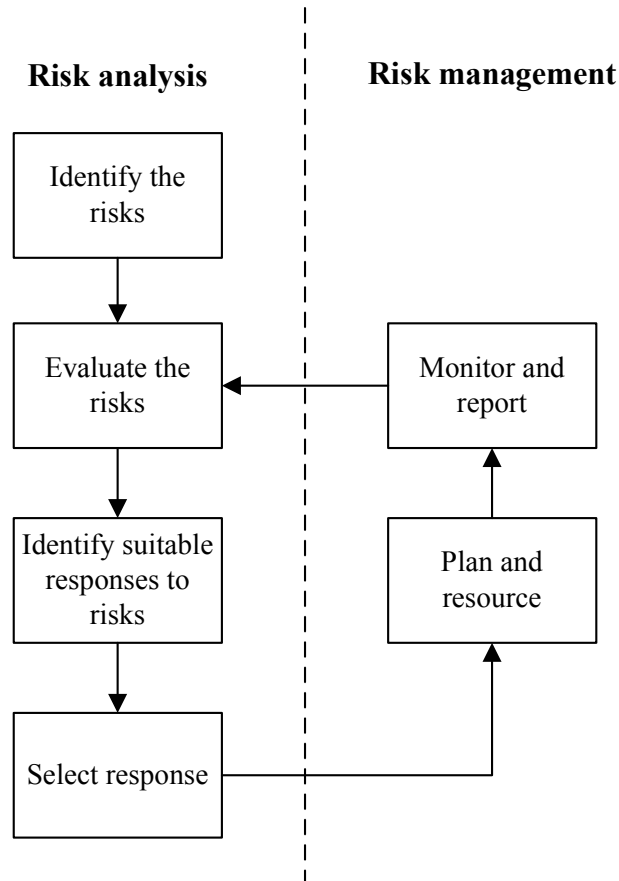 Risk analysis
Risk management
Identify the
risks
Evaluate the
risks
Monitor and
report
Identify suitable
responses to
risks
Plan and
resource
Select response